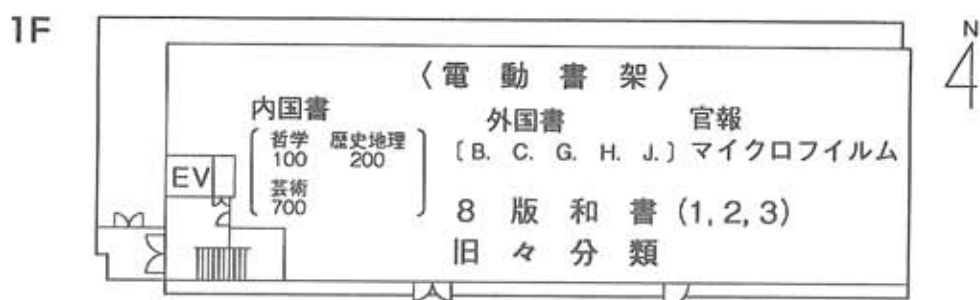 1F
N
〈電動書架〉
内国書
哲学 歴史地理
100 200
芸術
700
外国書
〔B. C. G. H. J.〕
官報
マイクロフイルム
EV
8版和書(1,2,3)
旧々分類